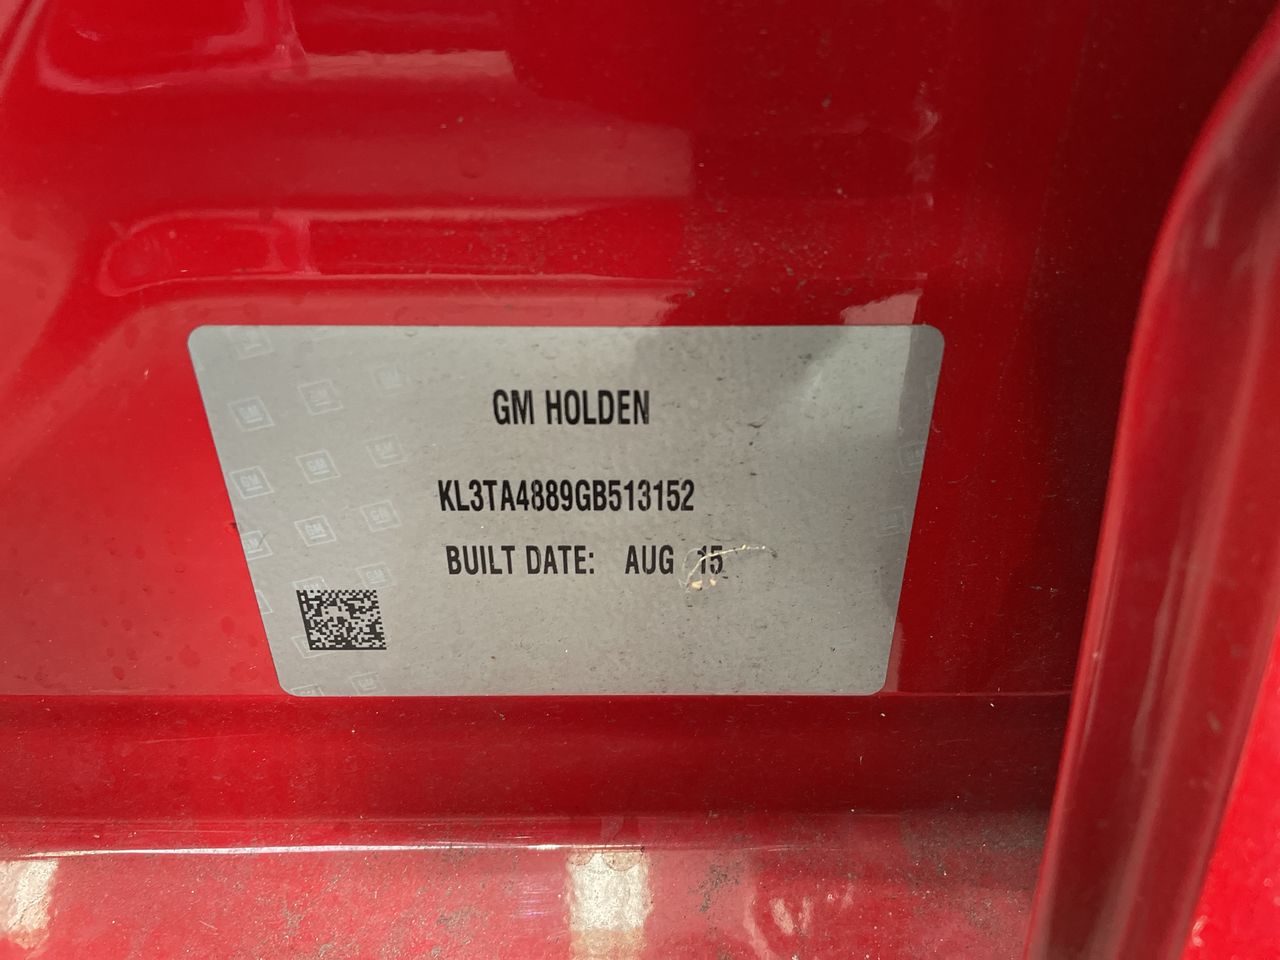 GM HOLDEN
KL3TA4889GB513152
BUILT DATE: AUG 15